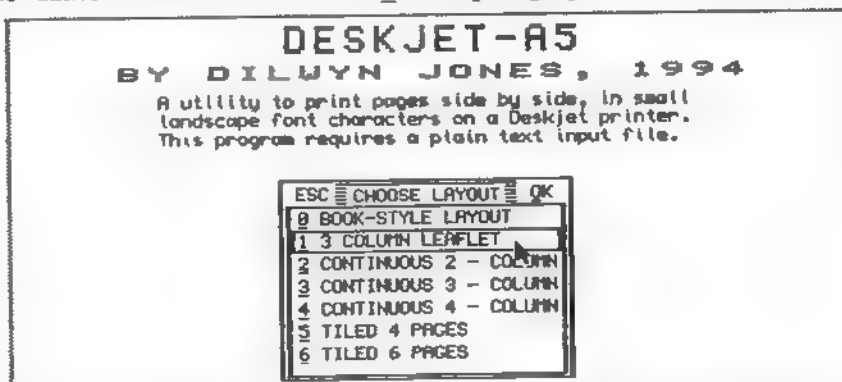 DESKJET-A5
BY DILWYN JONES, 1994
A utility to print pages side by side, in small
landscape font characters on a Deskjet printer.
This program requires a plain text input file.
ESC CHOOSE LAYOUT OK
0 BOOK-STYLE LAYOUT
1 3 COLUMN LEAFLET
2 CONTINUOUS 2 - COLUMN
3 CONTINUOUS 3 - COLUMN
4 CONTINUOUS 4 - COLUMN
5 TILED 4 PAGES
6 TILED 6 PAGES